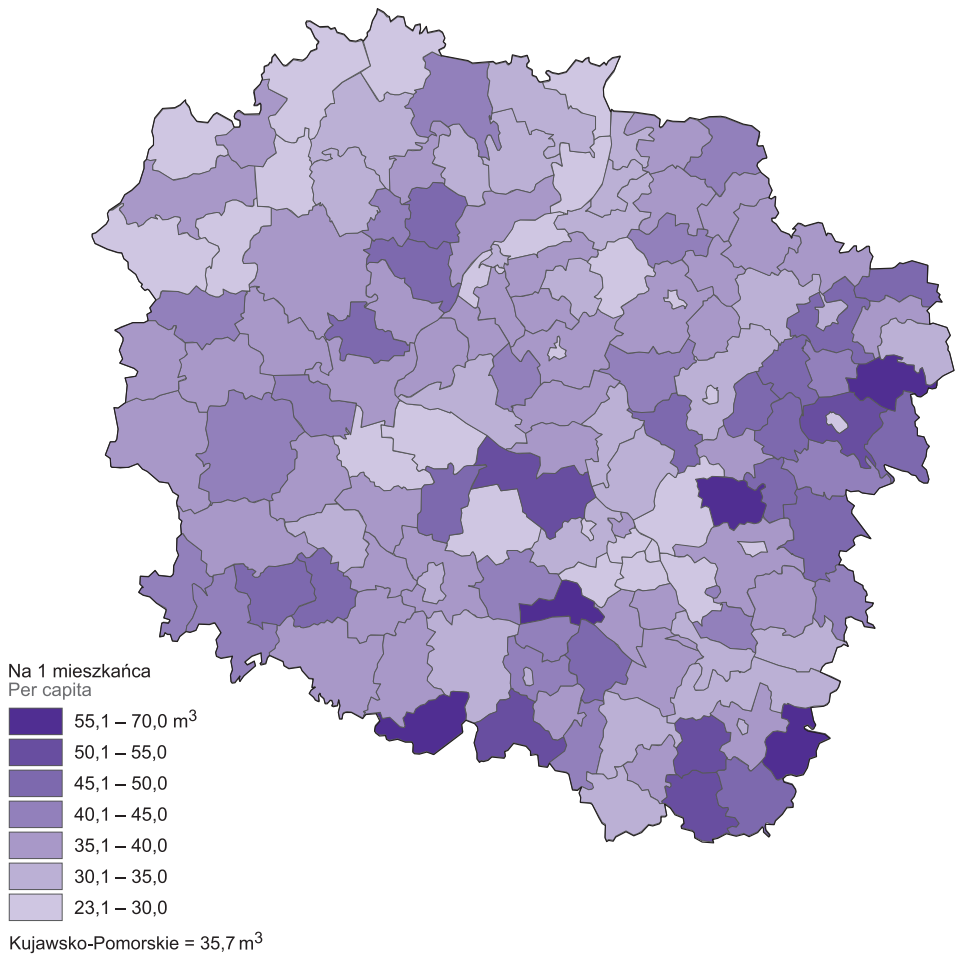 Na 1 mieszkańca
Per capita
55,1 – 70,0 m³
50,1 – 55,0
45,1 – 50,0
40,1 – 45,0
35,1 – 40,0
30,1 – 35,0
23,1 – 30,0
Kujawsko-Pomorskie = 35,7 m³